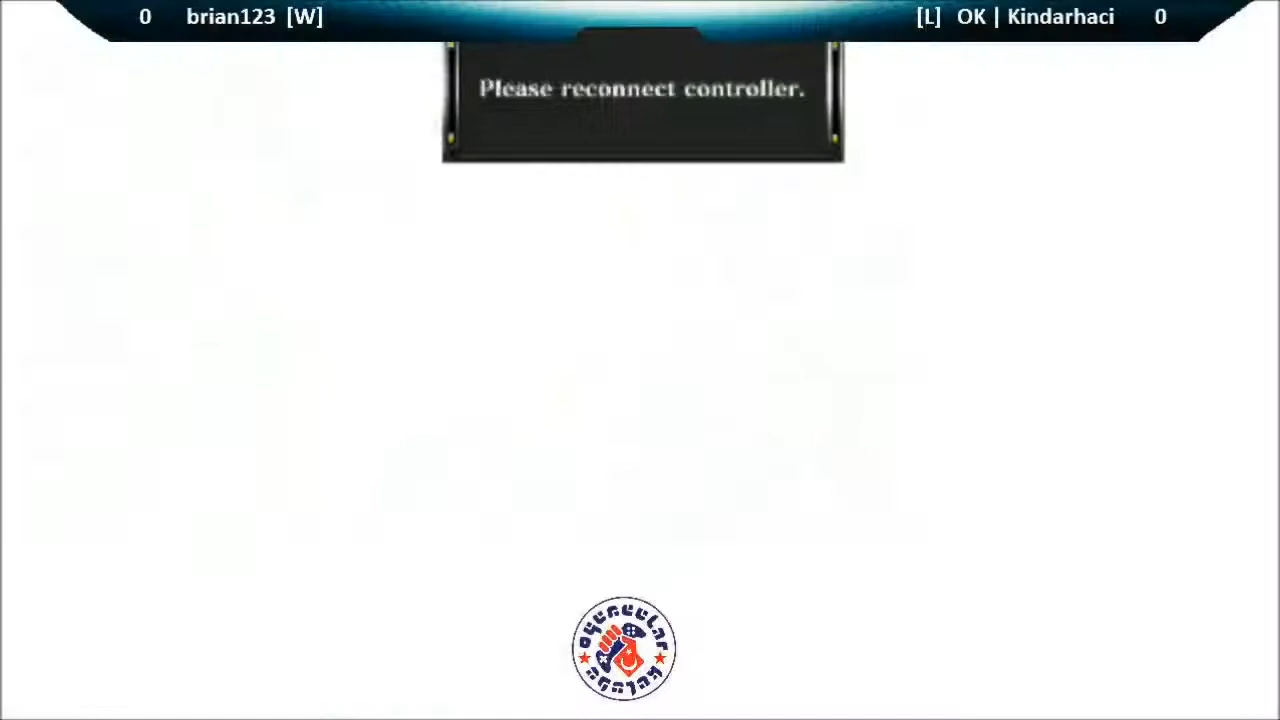 0 brian123 [W] [L] OK | Kindarhaci 0
Please reconnect controller.